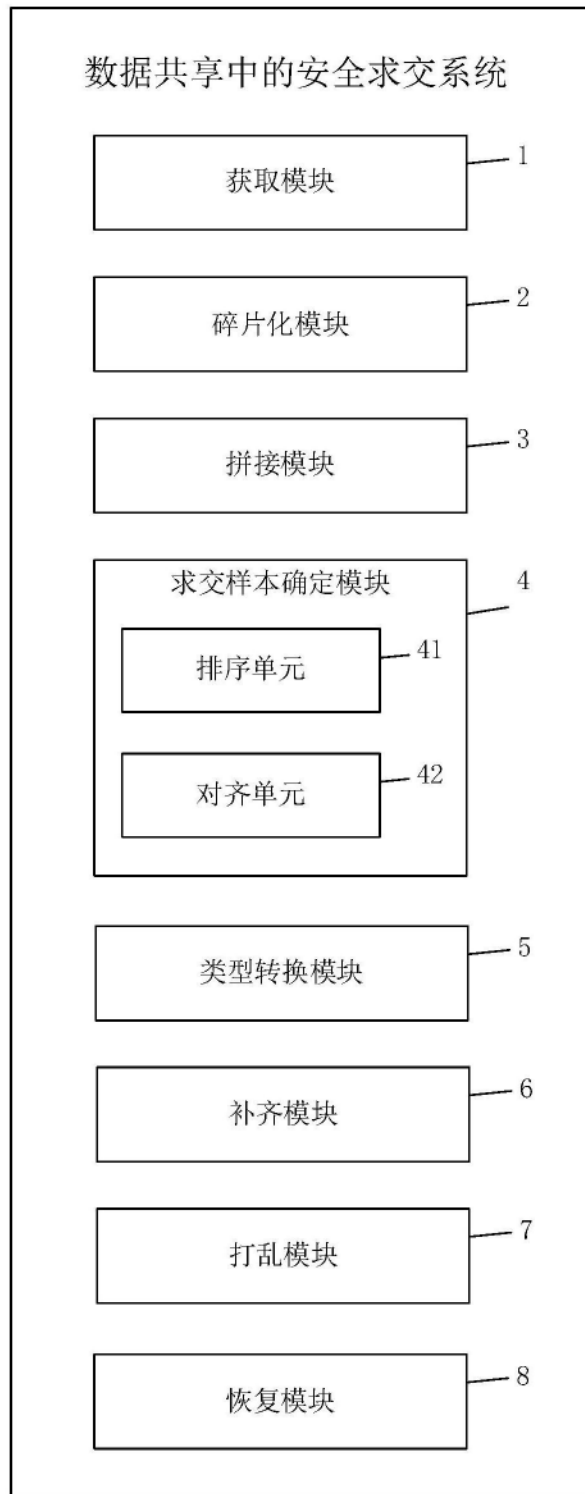 数据共享中的安全求交系统
获取模块
1
碎片化模块
2
拼接模块
3
求交样本确定模块
4
排序单元
41
对齐单元
42
类型转换模块
5
补齐模块
6
打乱模块
7
恢复模块
8